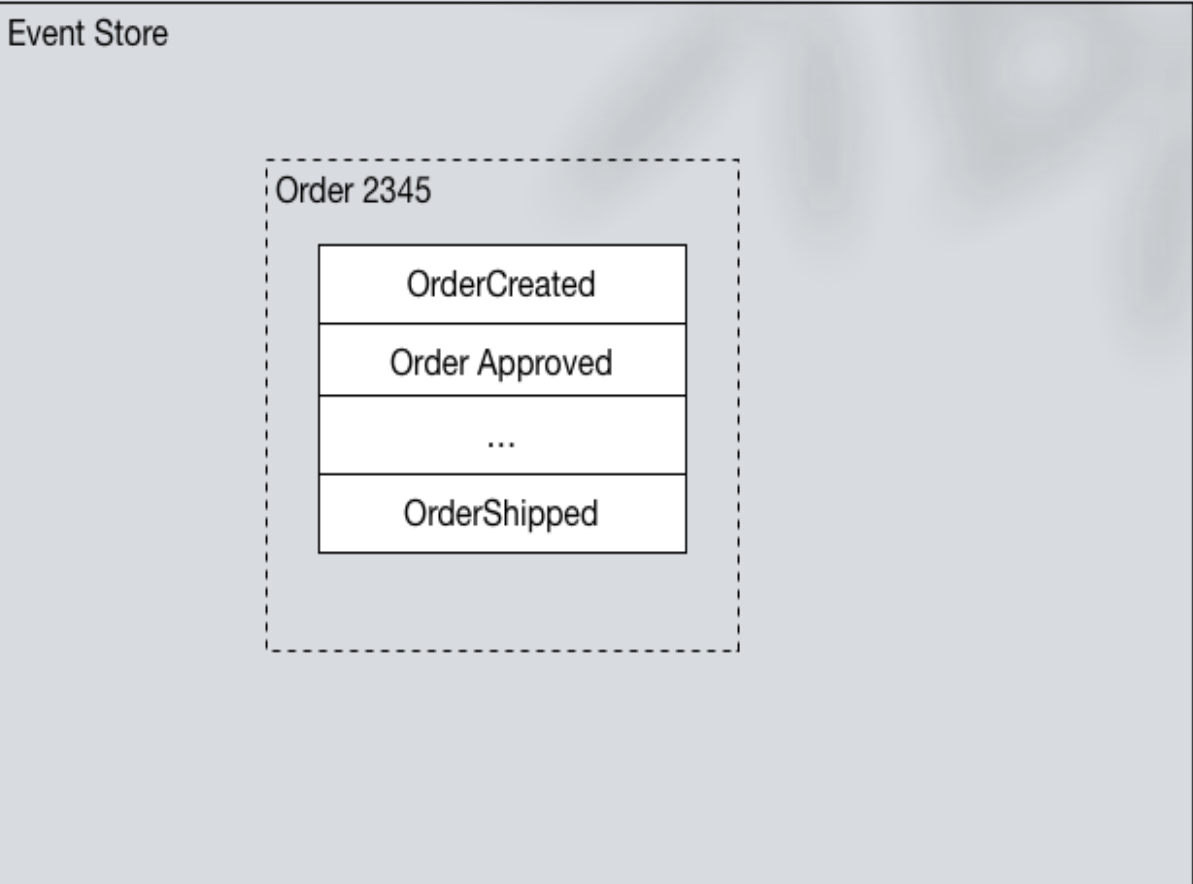 Event Store
Order 2345
OrderCreated
Order Approved
...
OrderShipped